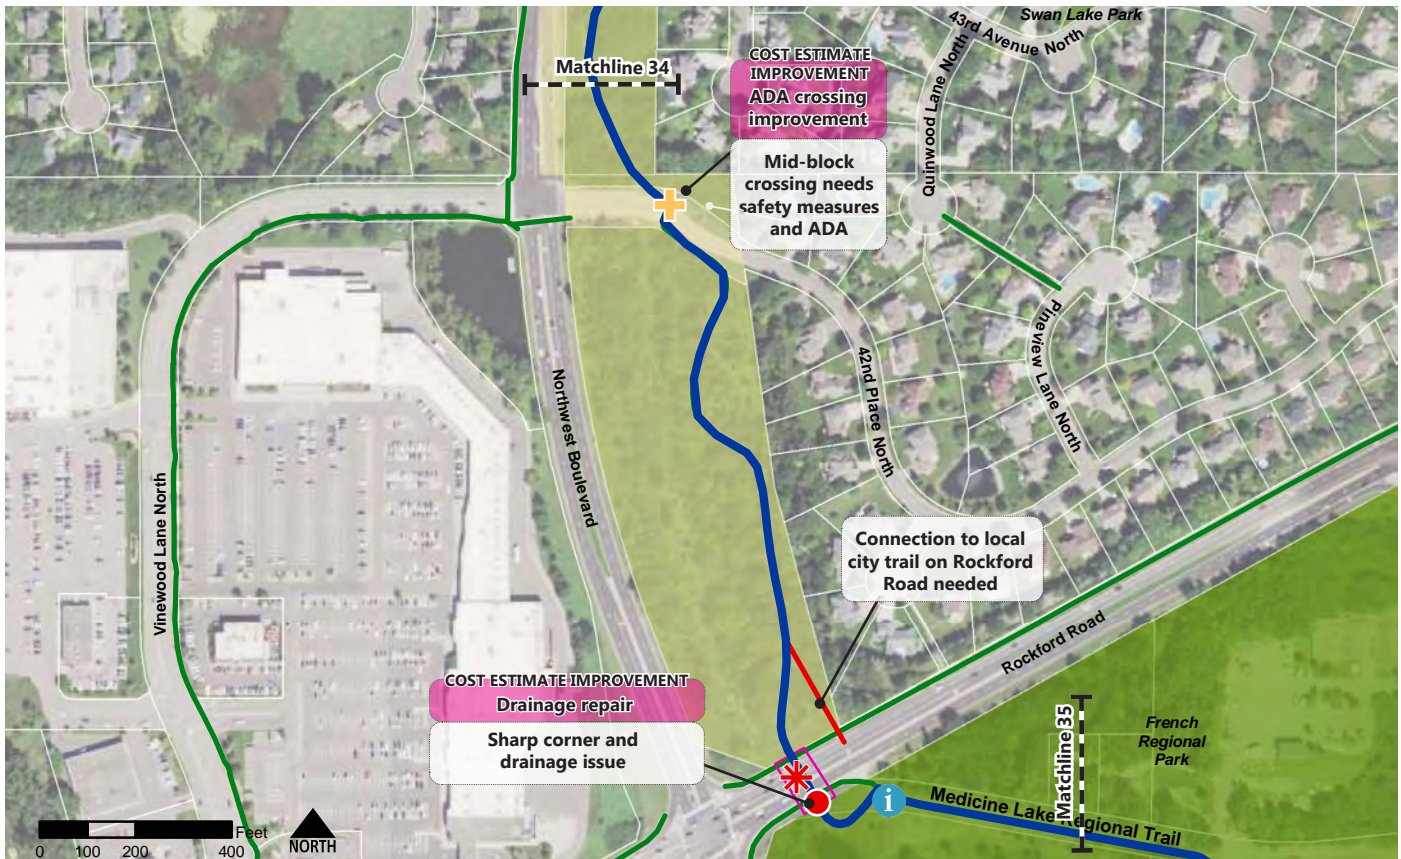 Swan Lake Park
43rd Avenue North
Matchline 34
COST ESTIMATE
IMPROVEMENT
ADA crossing
improvement
Mid-block
crossing needs
safety measures
and ADA
Quinwood Lane North
Pineview Lane North
42nd Place North
Northwest Boulevard
Vinewood Lane North
Connection to local
city trail on Rockford
Road needed
Rockford Road
COST ESTIMATE IMPROVEMENT
Drainage repair
Sharp corner and
drainage issue
French
Regional
Park
Matchline 35
i
Medicine Lake Regional Trail
Feet
0 100 200 400
NORTH